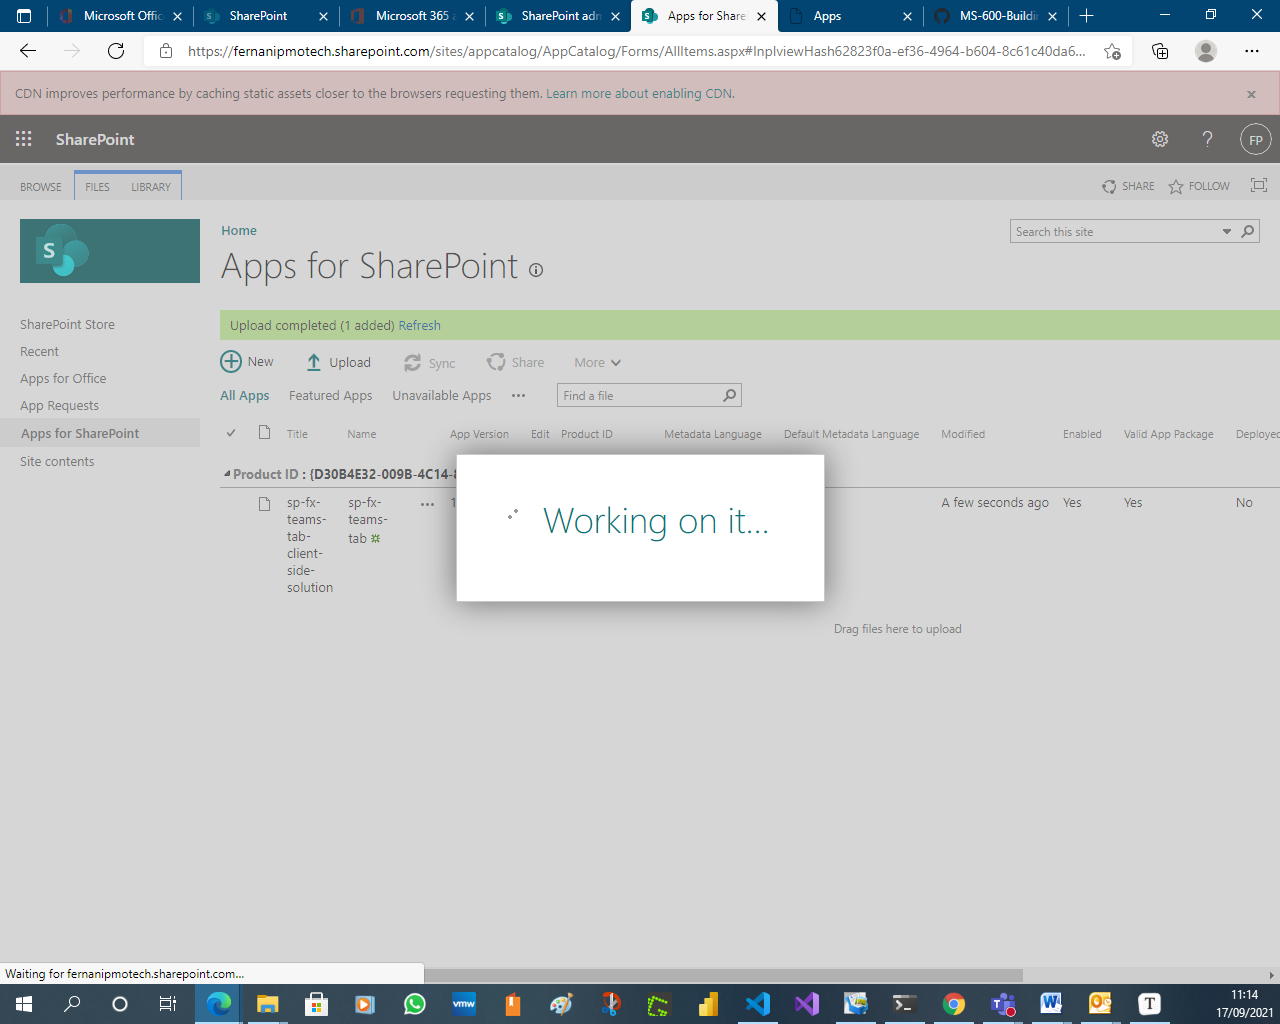 Microsoft Offic
SharePoint
Microsoft 365 a
SharePoint adm
Apps for Share
Apps
MS-600-Buildin
https://fernanipmotech.sharepoint.com/sites/appcatalog/AppCatalog/Forms/AllItems.aspx#InplviewHash62823f0a-ef36-4964-b604-8c61c40da6...
CDN improves performance by caching static assets closer to the browsers requesting them. Learn more about enabling CDN.
SharePoint
FP
BROWSE FILES LIBRARY
SHARE FOLLOW
S
Home
Search this site
Apps for SharePoint
SharePoint Store
Recent
Apps for Office
App Requests
Apps for SharePoint
Site contents
Upload completed (1 added) Refresh
New Upload Sync Share More
All Apps Featured Apps Unavailable Apps ••• Find a file
Title Name App Version Edit Product ID Metadata Language Default Metadata Language Modified Enabled Valid App Package Deployed
Product ID : {D30B4E32-009B-4C14-8
sp-fx-teams-tab-client-side-solution
sp-fx-teams-tab
•••
1
A few seconds ago Yes Yes No
Working on it...
Drag files here to upload
Waiting for fernanipmotech.sharepoint.com...
vmw
T
11:14
17/09/2021